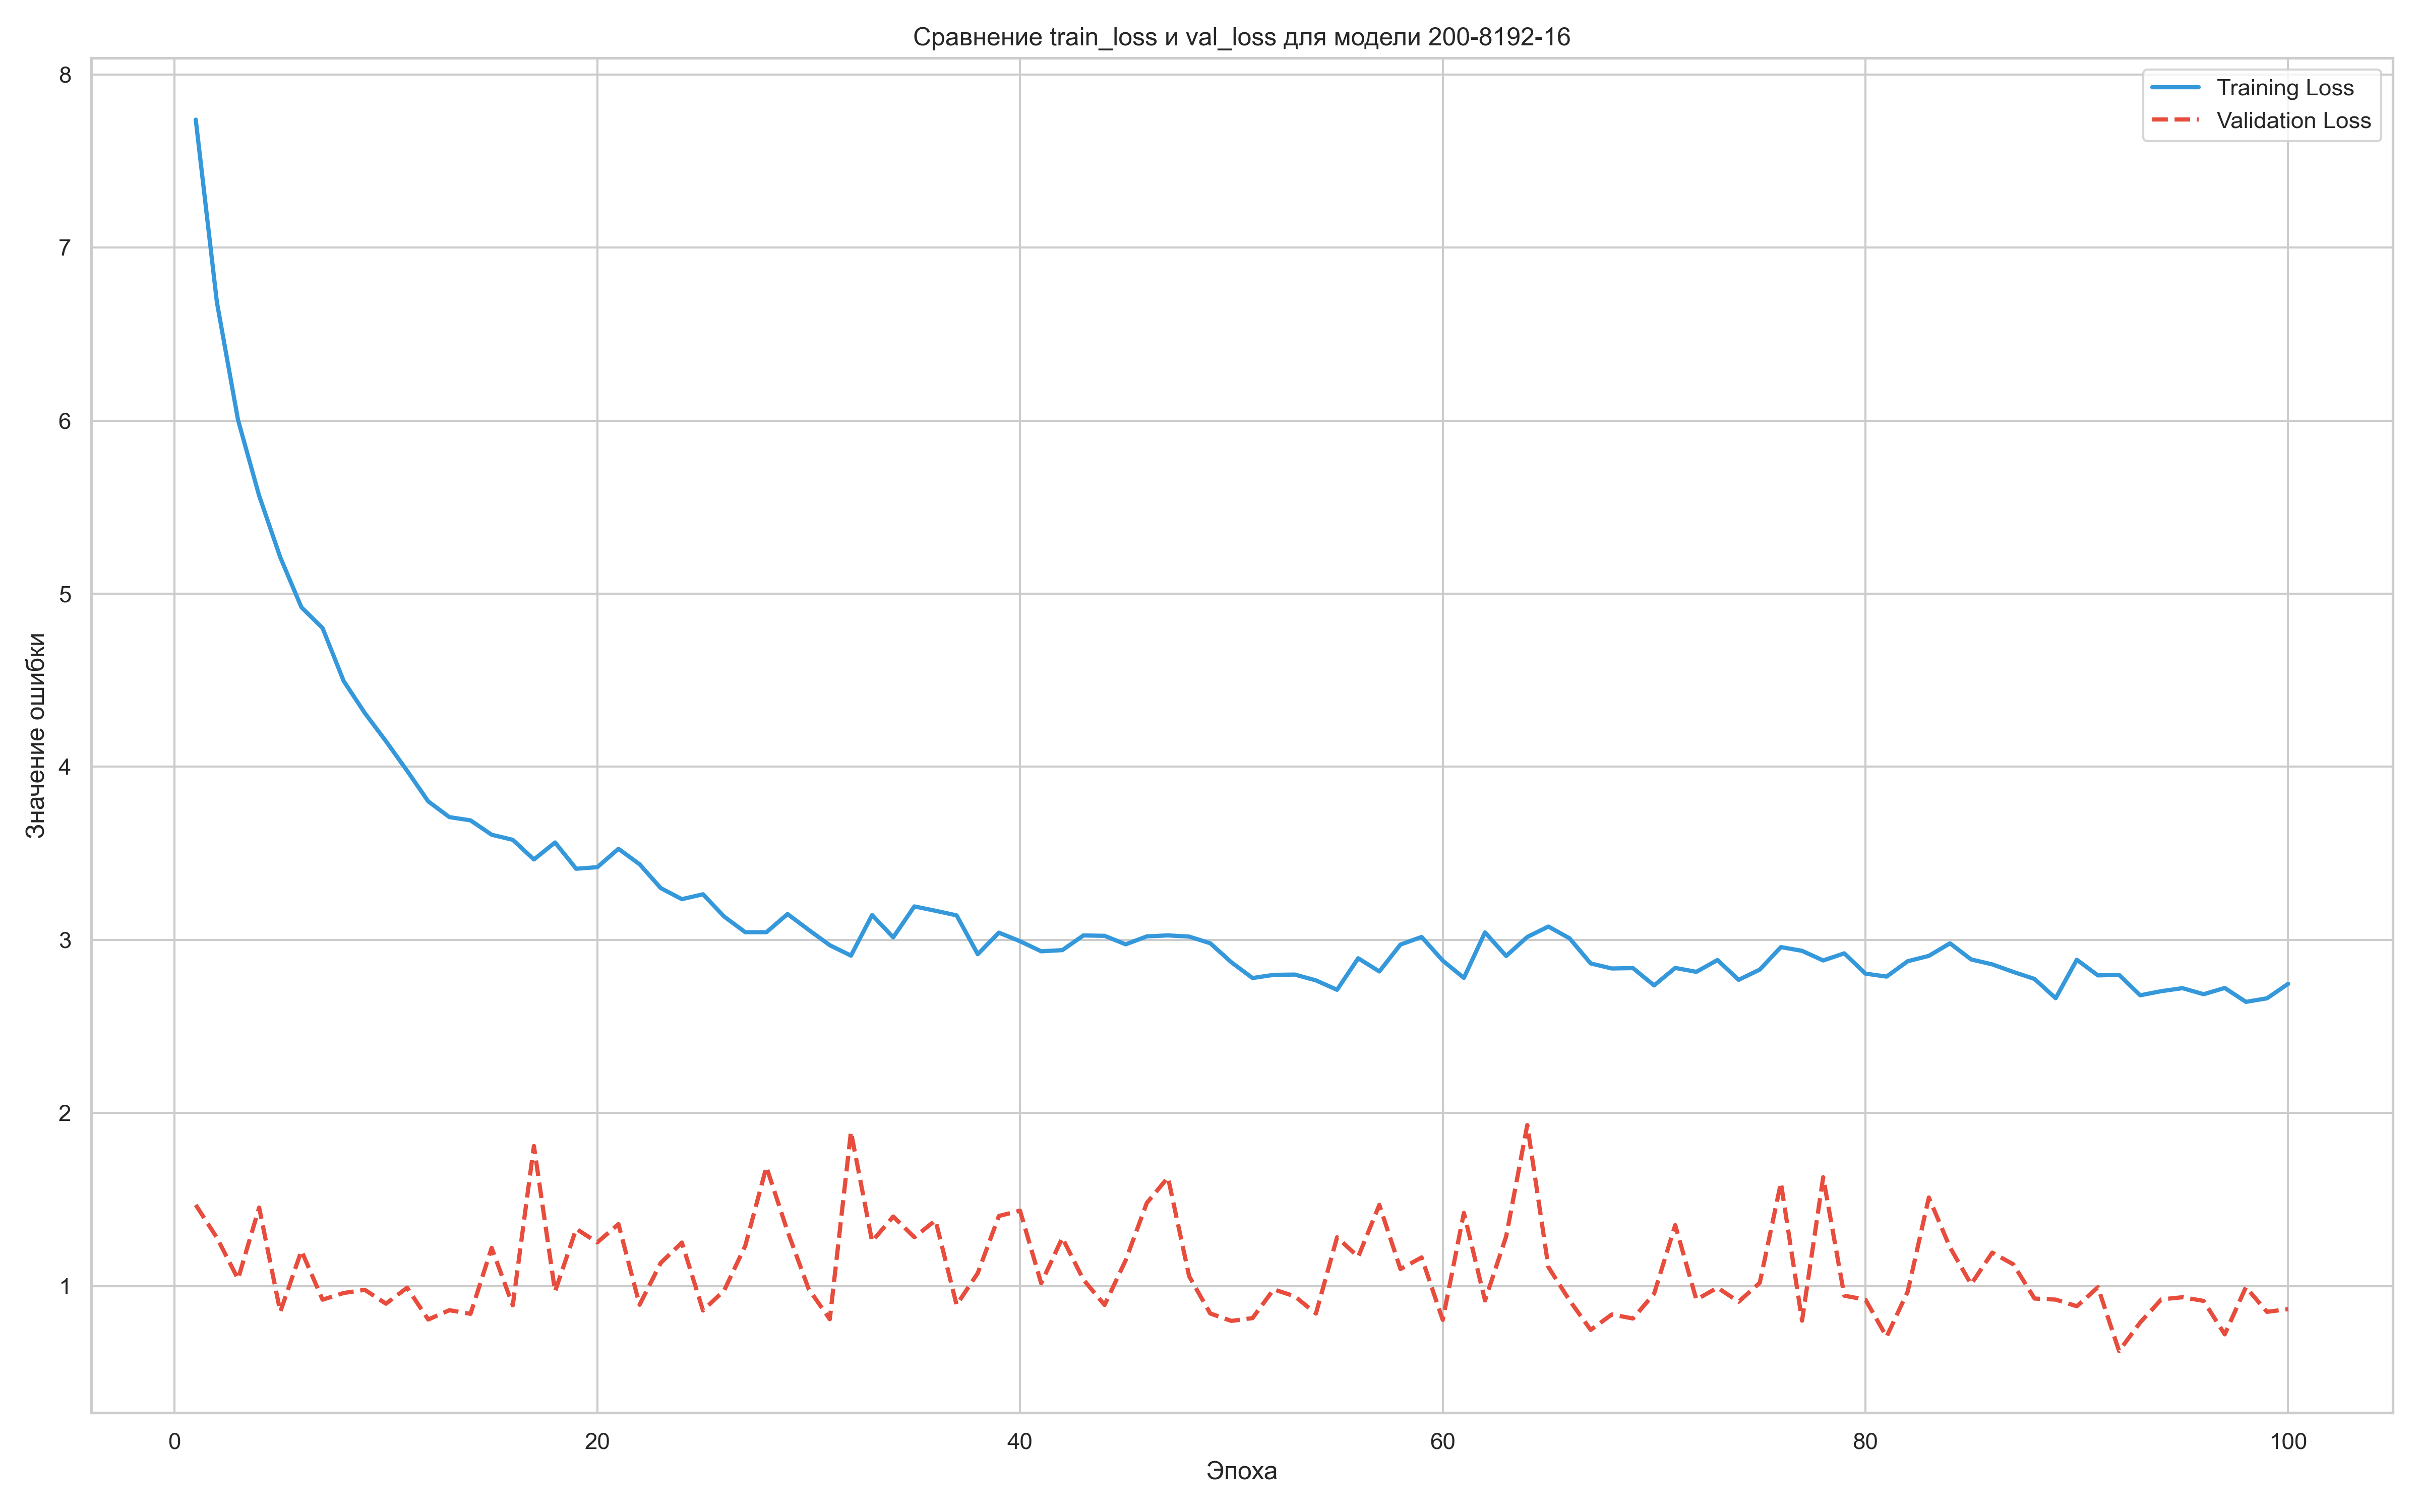 Сравнение train_loss и val_loss для модели 200-8192-16
Training Loss
Validation Loss
Значение ошибки
8
7
6
5
4
3
2
1
0 20 40 60 80 100
Эпоха